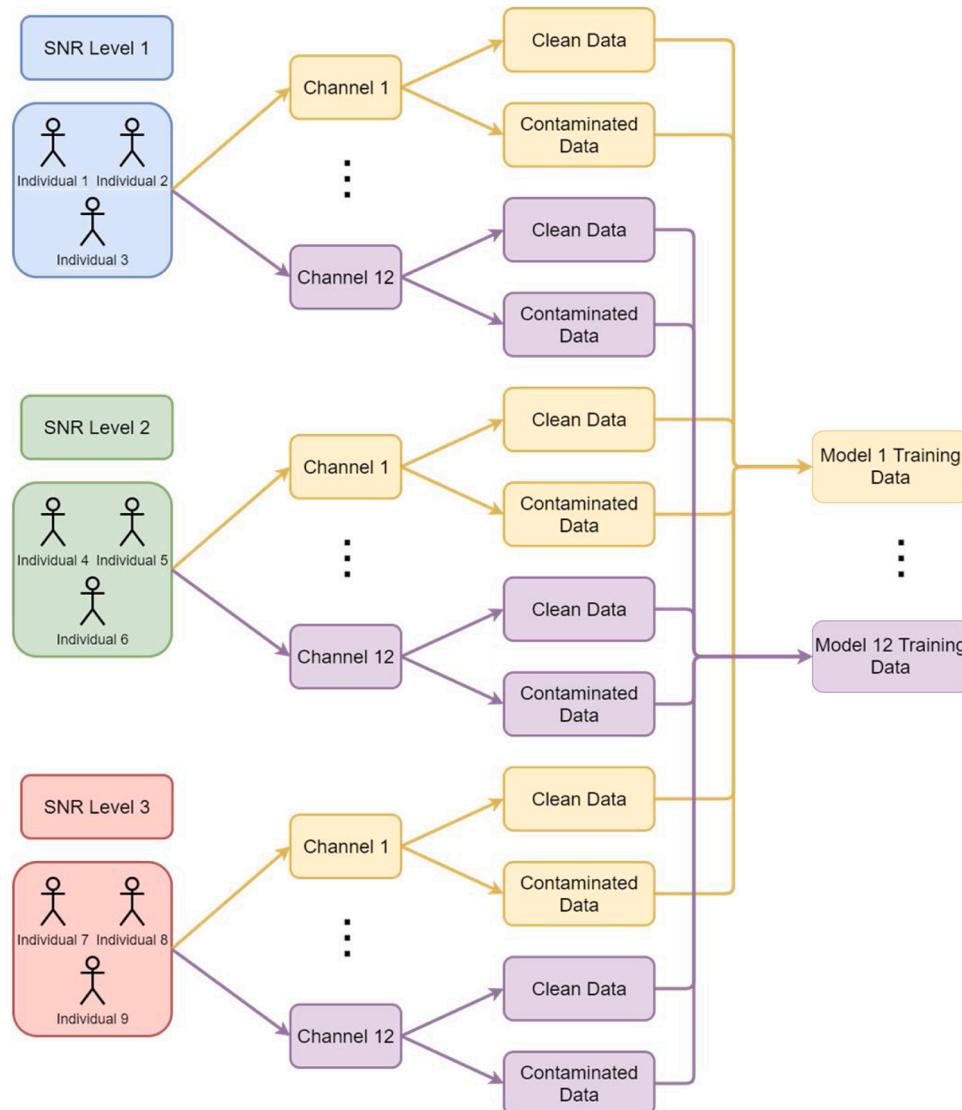 SNR Level 1
Individual 1 Individual 2
Individual 3
Channel 1
Channel 12
Clean Data
Contaminated
Data
Clean Data
Contaminated
Data
SNR Level 2
Individual 4 Individual 5
Individual 6
Channel 1
Channel 12
Clean Data
Contaminated
Data
Clean Data
Contaminated
Data
SNR Level 3
Individual 7 Individual 8
Individual 9
Channel 1
Channel 12
Clean Data
Contaminated
Data
Clean Data
Contaminated
Data
Model 1 Training
Data
Model 12 Training
Data